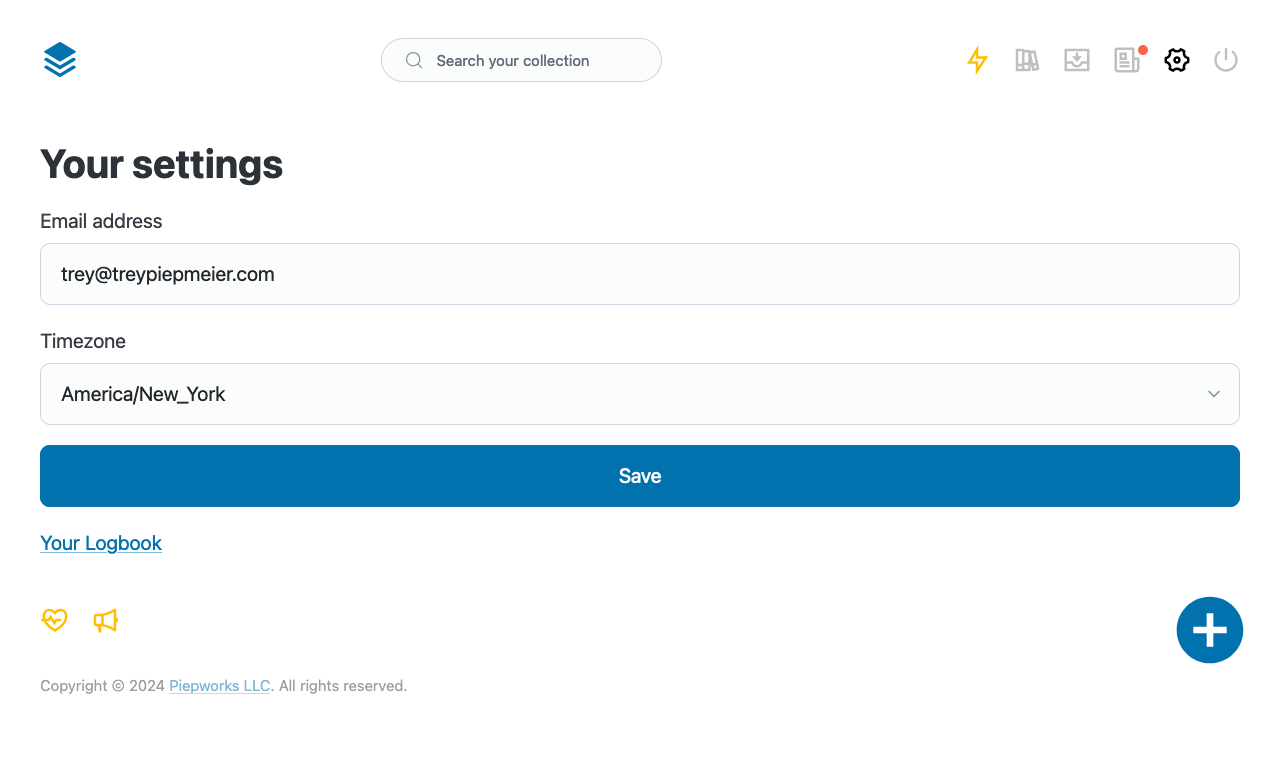 Search your collection
Your settings
Email address
trey@treypiepmeier.com
Timezone
America/New_York
Save
Your Logbook
Copyright © 2024 Piepworks LLC. All rights reserved.